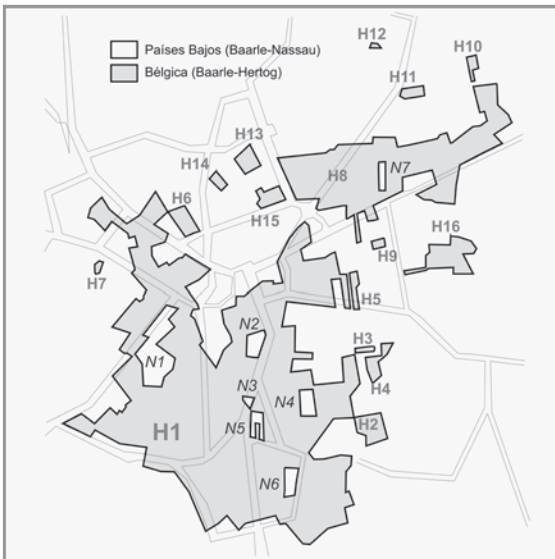 Países Bajos (Baarle-Nassau)
Bélgica (Baarle-Hertog)
H12
H10
H11
H13
H14
H8
N7
H6
H15
H16
H9
H7
H5
N2
N1
H3
H4
N3
N4
H1
N5
H2
N6